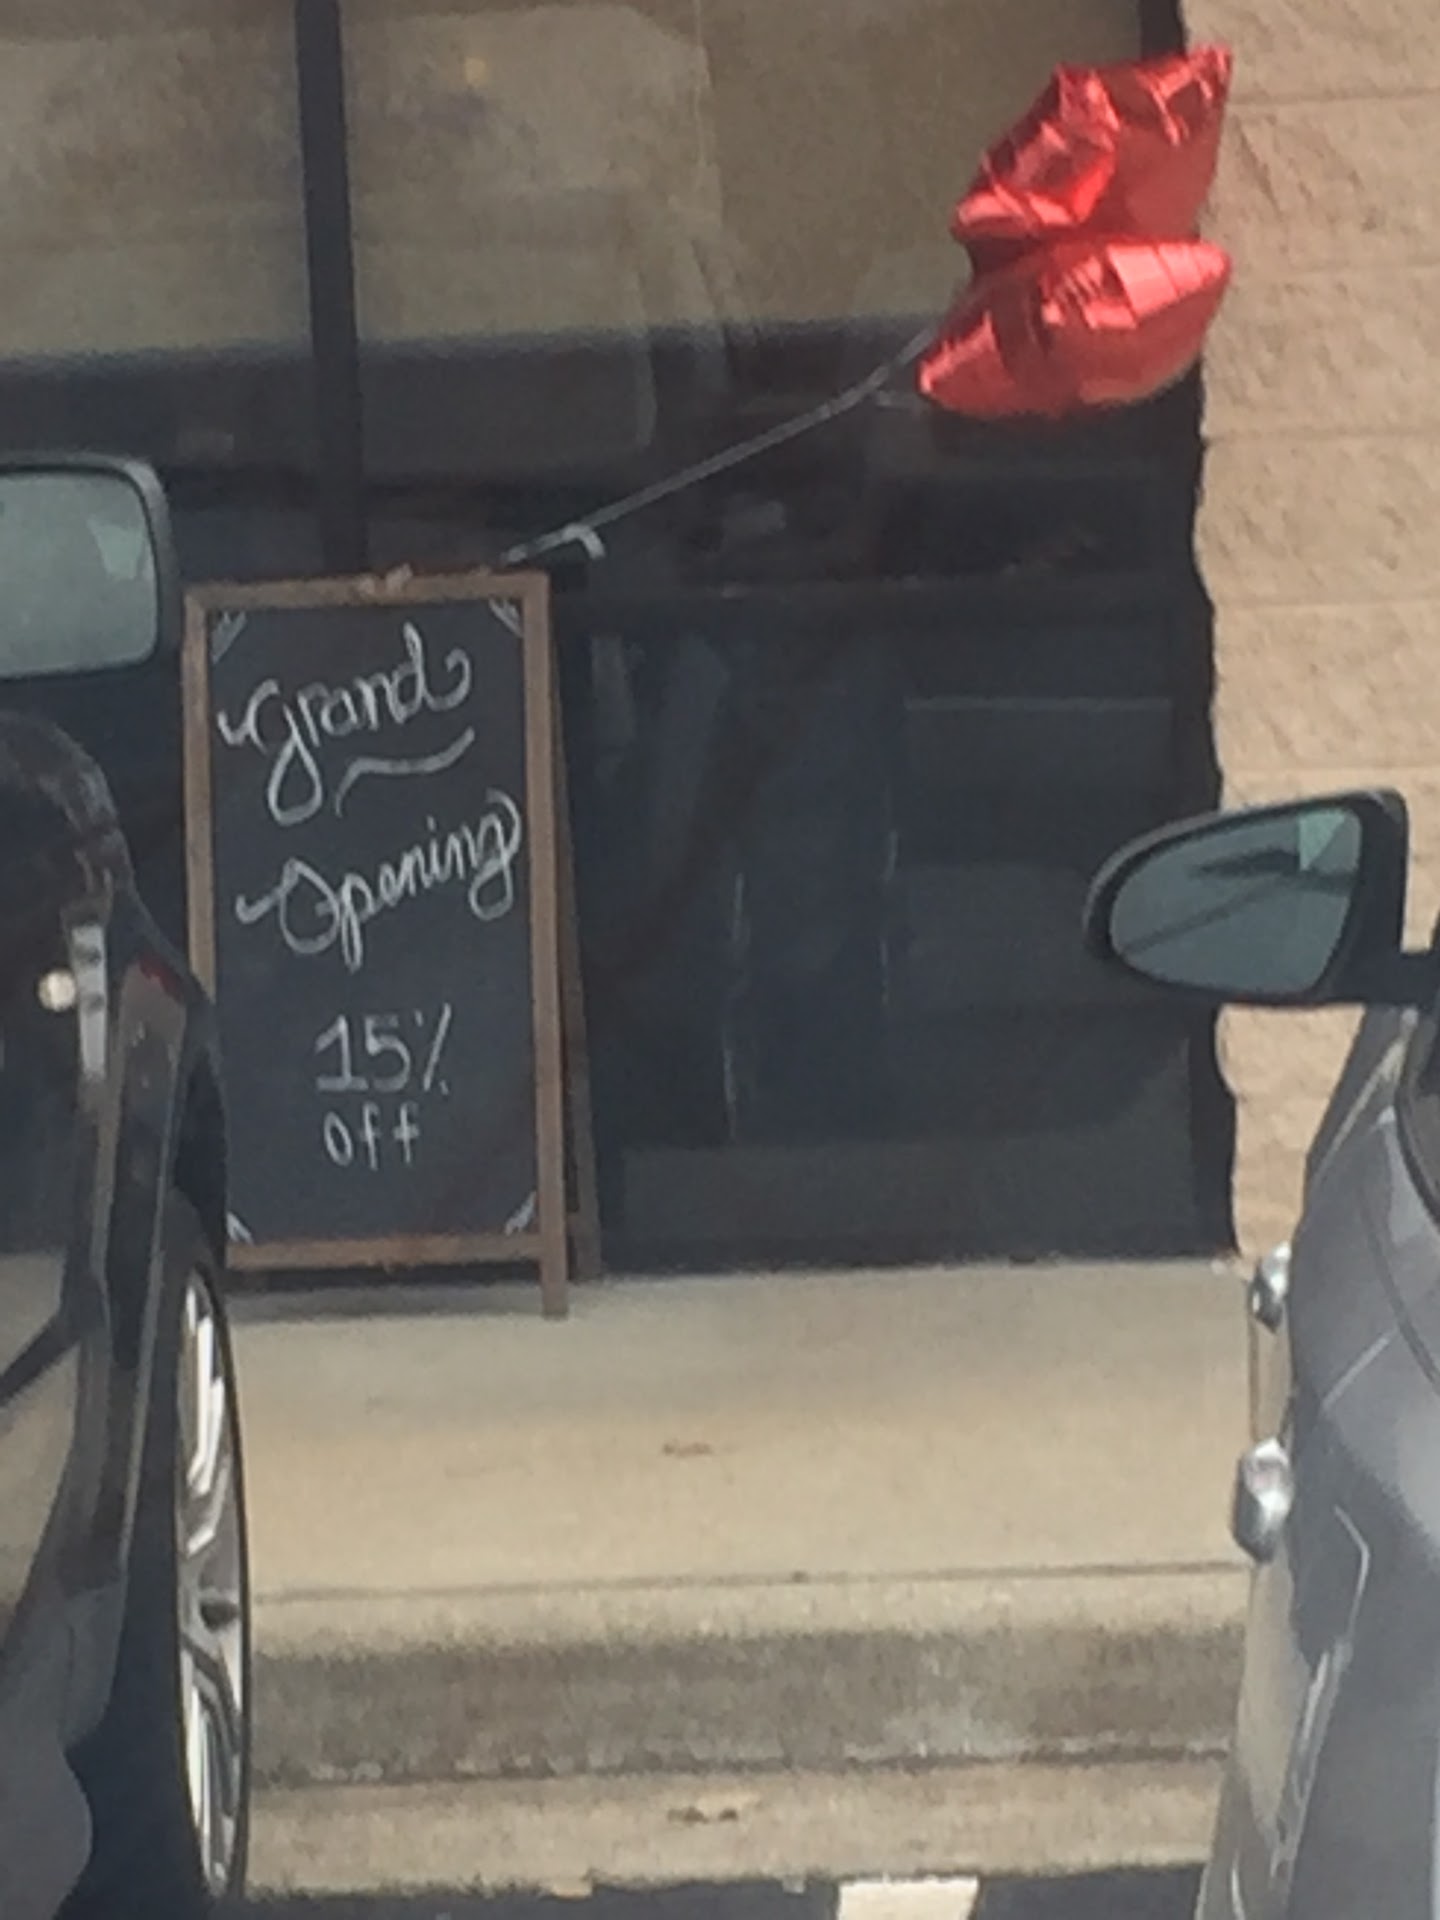 Grand
Opening
15%
Off